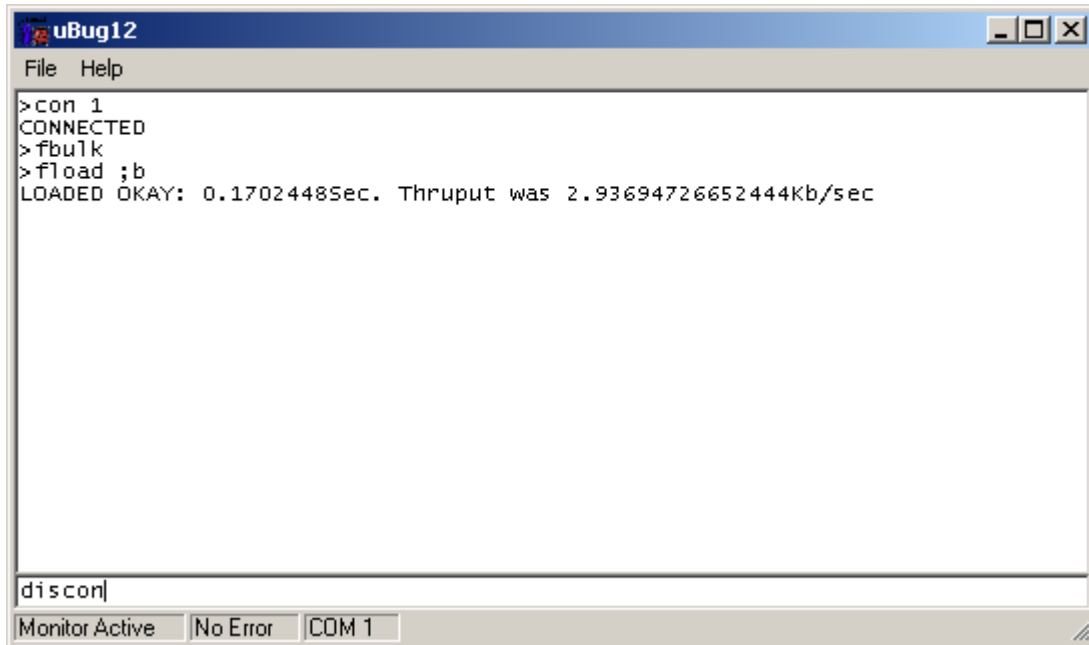 uBug12
File Help
>con 1
CONNECTED
>fbulk
>fload ;b
LOADED OKAY: 0.1702448Sec. Thruput was 2.93694726652444Kb/sec
discon
Monitor Active No Error COM 1